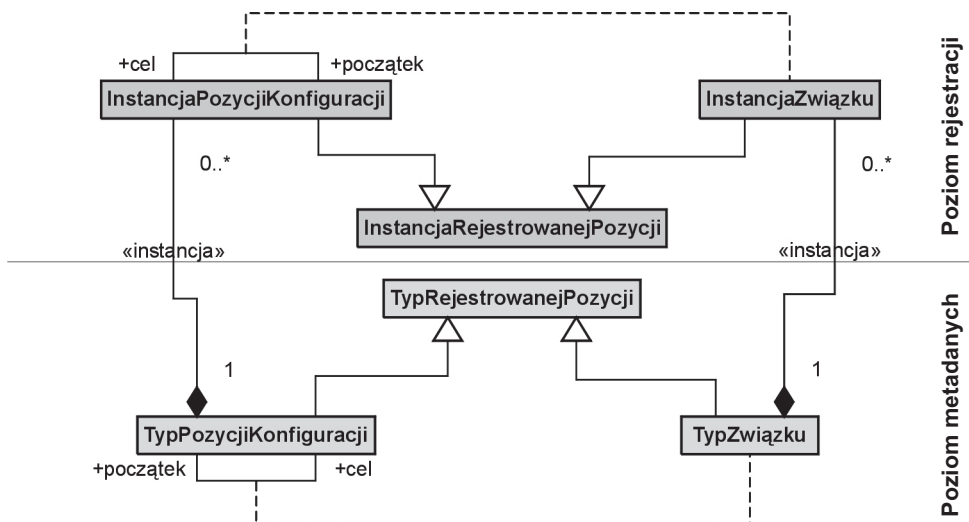 +cel
+początek
InstancjaPozycjiKonfiguracji
InstancjaZwiązku
0..*
0..*
InstancjaRejestrowanejPozycji
Poziom rejestracji
«instancja»
«instancja»
TypRejestrowanejPozycji
1
1
TypPozycjiKonfiguracji
TypZwiązku
+początek
+cel
Poziom metadanych